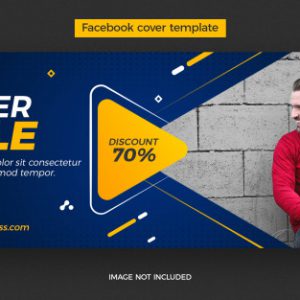 Facebook cover template
ER
LE
olor sit consectetur
mod tempor.
ss.com
DISCOUNT
70%
IMAGE NOT INCLUDED